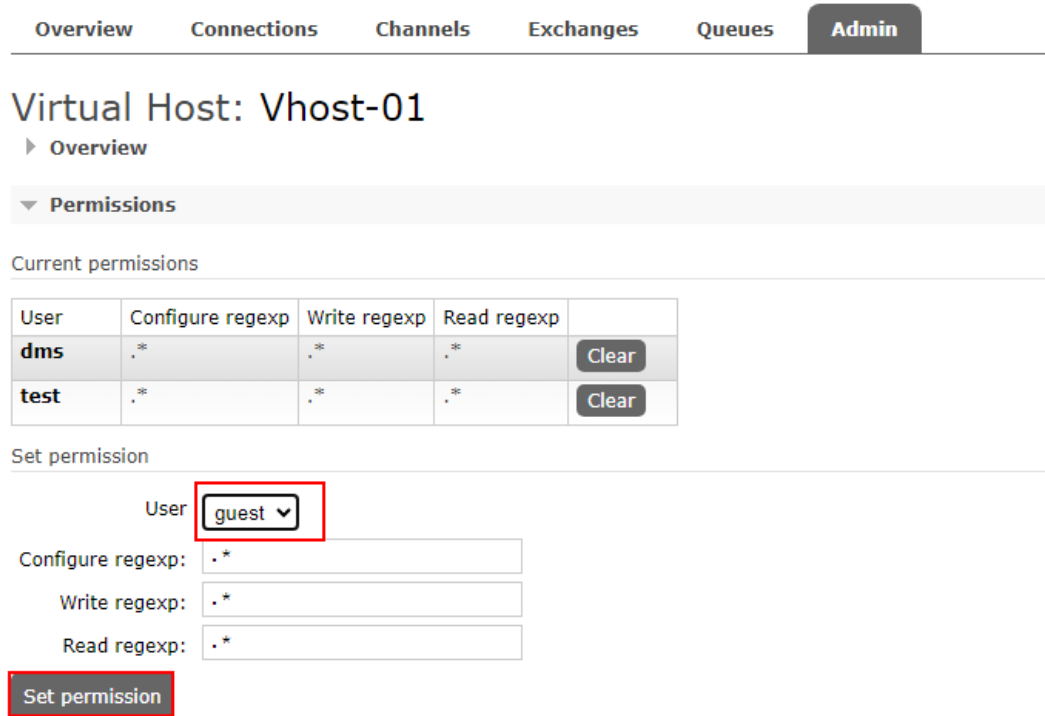 Overview Connections Channels Exchanges Queues Admin
Virtual Host: Vhost-01
Overview
Permissions
Current permissions
User Configure regexp Write regexp Read regexp
dms .* .* .* Clear
test .* .* .* Clear
Set permission
User guest
Configure regexp: .*
Write regexp: .*
Read regexp: .*
Set permission